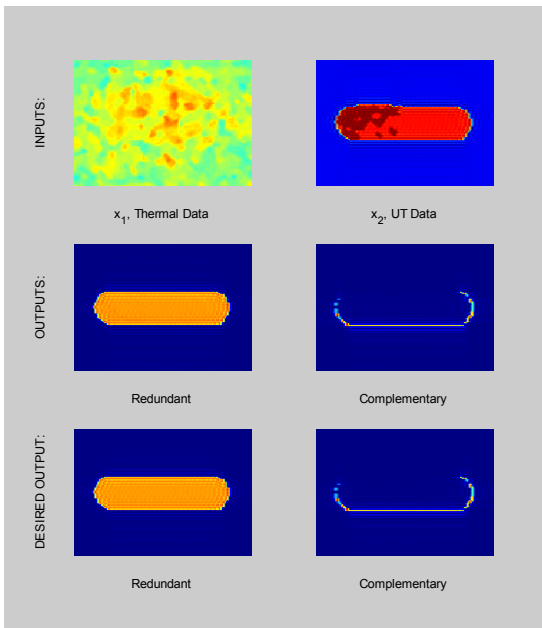 INPUTS:
x1, Thermal Data
x2, UT Data
OUTPUTS:
Redundant
Complementary
DESIRED OUTPUT:
Redundant
Complementary